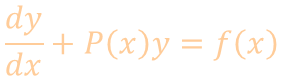 dy/dx + P(x)y = f(x)